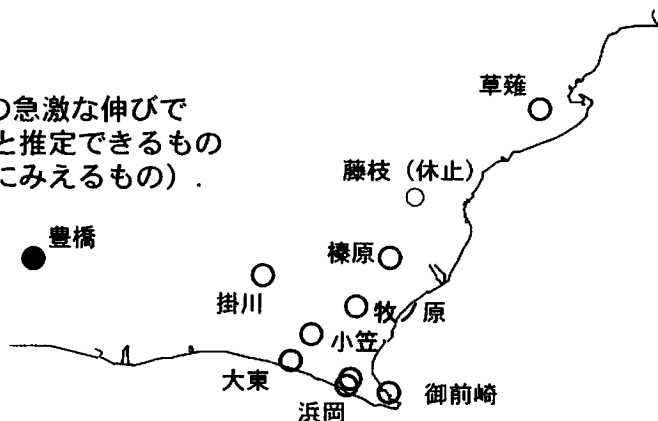 の急激な伸びで
と推定できるもの
にみえるもの）．
草薙
藤枝（休止）
豊橋
榛原
掛川
牧ノ原
小笠
大東
御前崎
浜岡